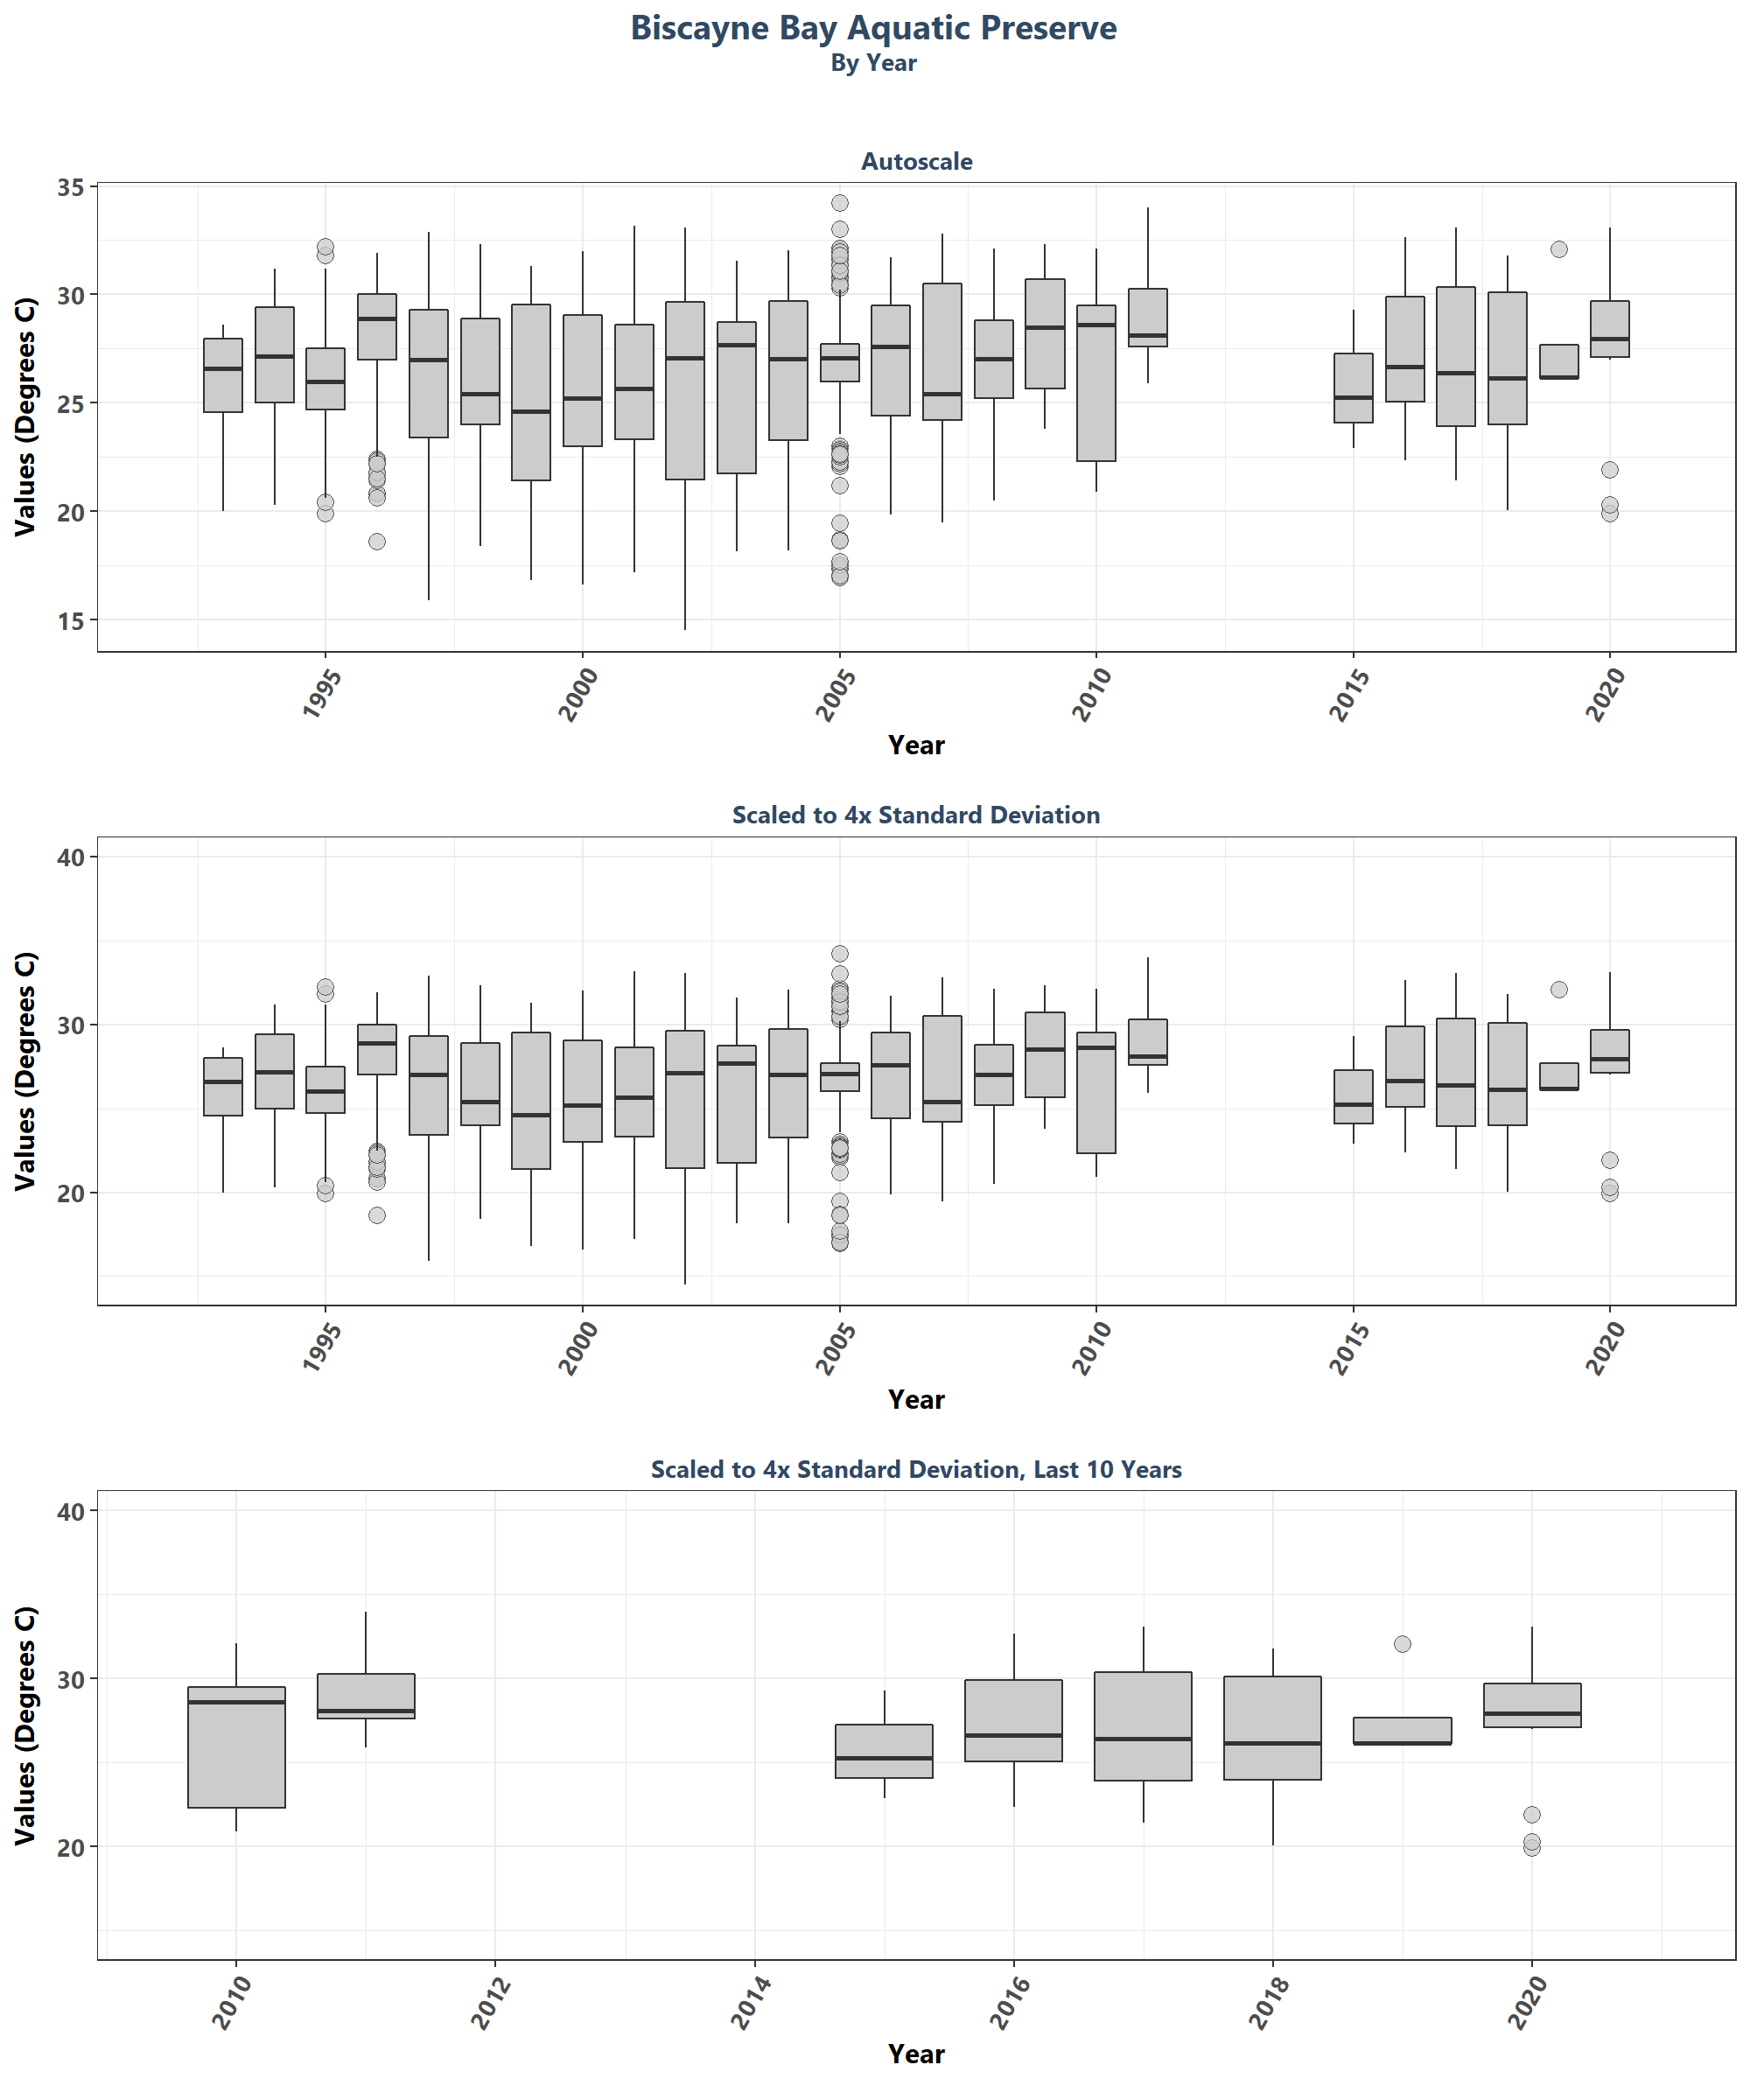 Biscayne Bay Aquatic Preserve
By Year
Autoscale
Values (Degrees C)
35
30
25
20
15
1995
2000
2005
2010
2015
2020
Year
Scaled to 4x Standard Deviation
Values (Degrees C)
40
30
20
1995
2000
2005
2010
2015
2020
Year
Scaled to 4x Standard Deviation, Last 10 Years
Values (Degrees C)
40
30
20
2010
2012
2014
2016
2018
2020
Year